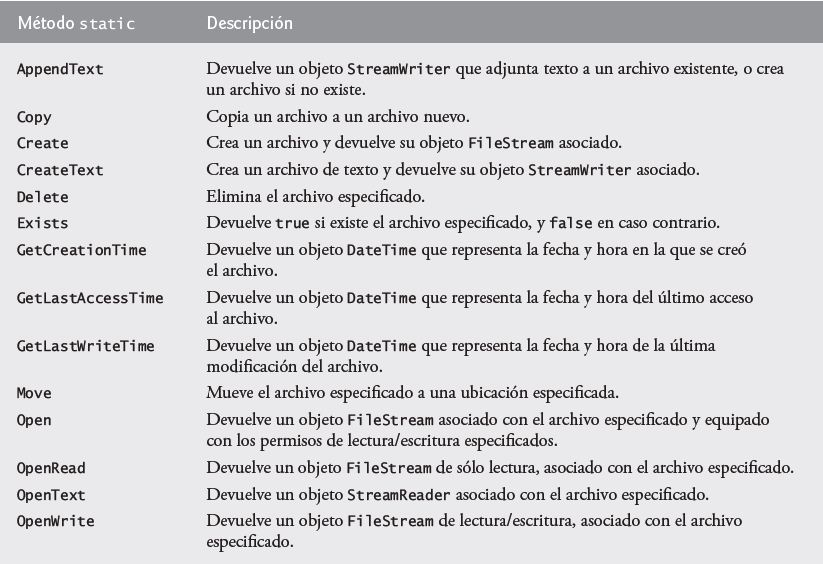 Método static Descripción
AppendText Devuelve un objeto StreamWriter que adjunta texto a un archivo existente, o crea
un archivo si no existe.
Copy Copia un archivo a un archivo nuevo.
Create Crea un archivo y devuelve su objeto FileStream asociado.
CreateText Crea un archivo de texto y devuelve su objeto StreamWriter asociado.
Delete Elimina el archivo especificado.
Exists Devuelve true si existe el archivo especificado, y false en caso contrario.
GetCreationTime Devuelve un objeto DateTime que representa la fecha y hora en la que se creó
el archivo.
GetLastAccessTime Devuelve un objeto DateTime que representa la fecha y hora del último acceso
al archivo.
GetLastWriteTime Devuelve un objeto DateTime que representa la fecha y hora de la última
modificación del archivo.
Move Mueve el archivo especificado a una ubicación especificada.
Open Devuelve un objeto FileStream asociado con el archivo especificado y equipado
con los permisos de lectura/escritura especificados.
OpenRead Devuelve un objeto FileStream de sólo lectura, asociado con el archivo especificado.
OpenText Devuelve un objeto StreamReader asociado con el archivo especificado.
OpenWrite Devuelve un objeto FileStream de lectura/escritura, asociado con el archivo
especificado.